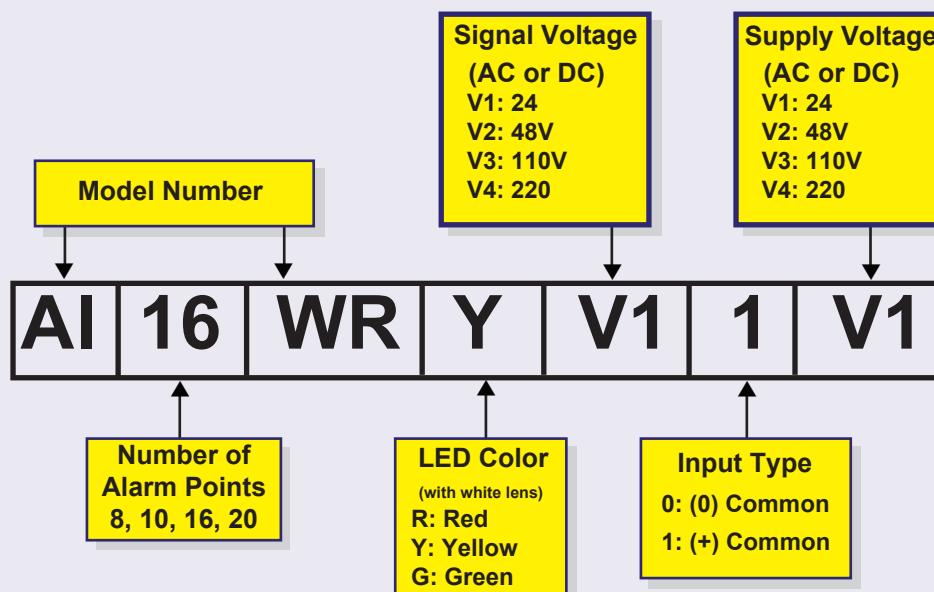 Signal Voltage
(AC or DC)
V1: 24
V2: 48V
V3: 110V
V4: 220
Supply Voltage
(AC or DC)
V1: 24
V2: 48V
V3: 110V
V4: 220
Model Number
AI 16 WR Y V1 1 V1
Number of
Alarm Points
8, 10, 16, 20
LED Color
(with white lens)
R: Red
Y: Yellow
G: Green
Input Type
0: (0) Common
1: (+) Common